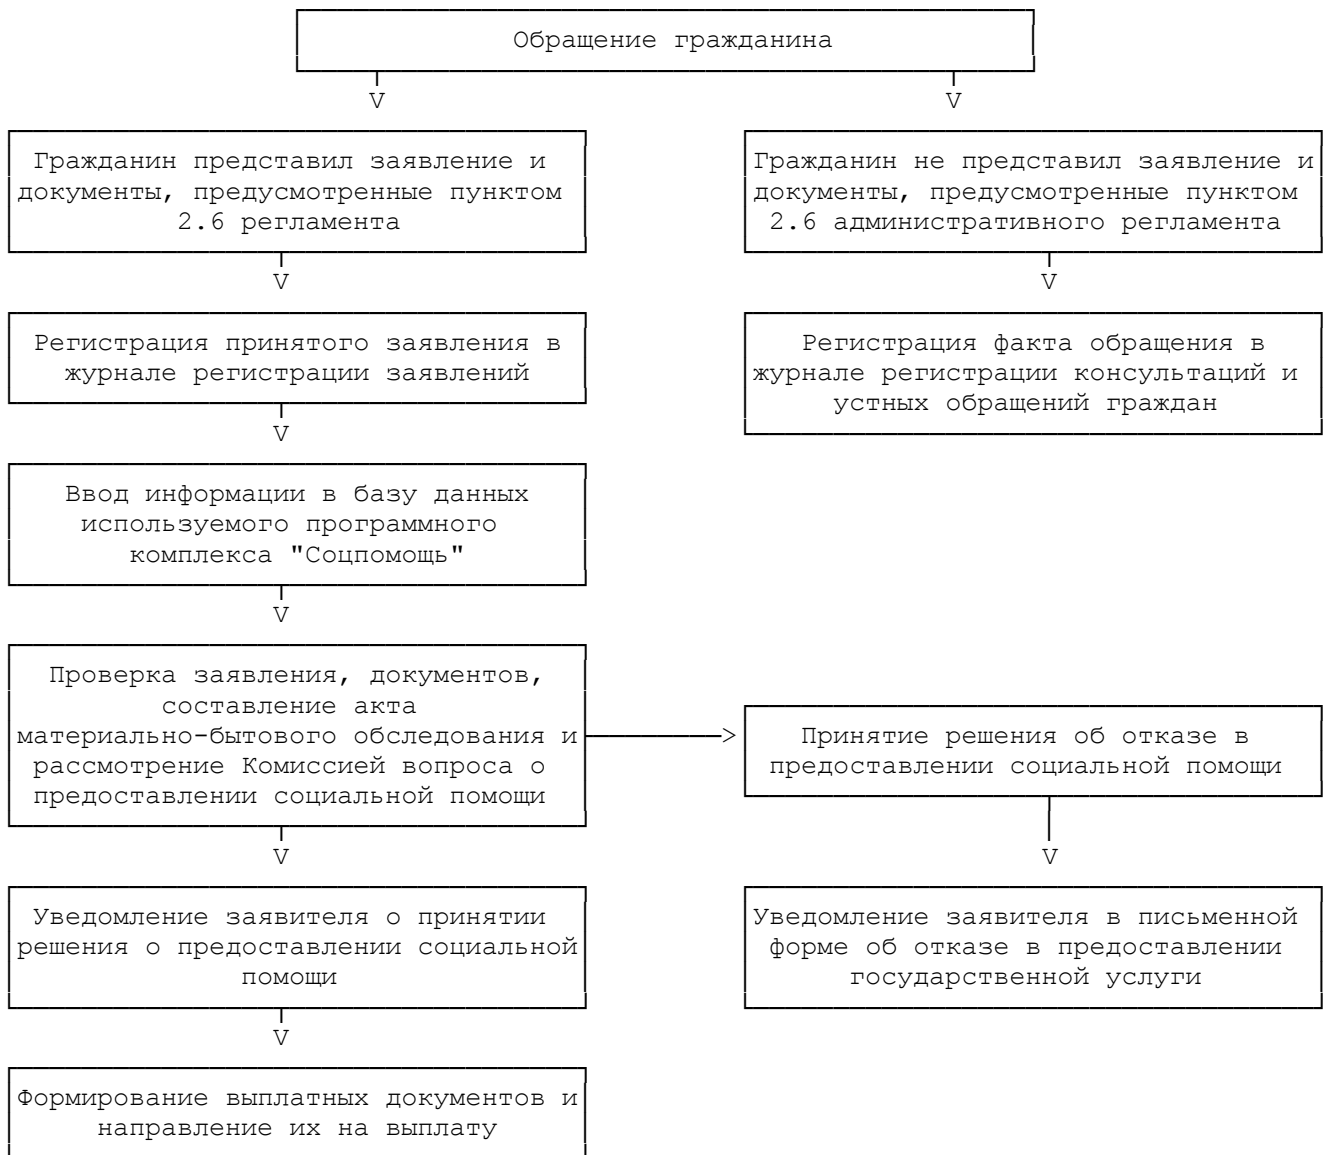 Обращение гражданина
V
V
Гражданин представил заявление и
документы, предусмотренные пунктом
2.6 регламента
Гражданин не представил заявление и
документы, предусмотренные пунктом
2.6 административного регламента
V
V
Регистрация принятого заявления в
журнале регистрации заявлений
Регистрация факта обращения в
журнале регистрации консультаций и
устных обращений граждан
V
Ввод информации в базу данных
используемого программного
комплекса "Соцпомощь"
V
Проверка заявления, документов,
составление акта
материально-бытового обследования и
рассмотрение Комиссией вопроса о
предоставлении социальной помощи
>
Принятие решения об отказе в
предоставлении социальной помощи
V
V
Уведомление заявителя о принятии
решения о предоставлении социальной
помощи
Уведомление заявителя в письменной
форме об отказе в предоставлении
государственной услуги
V
Формирование выплатных документов и
направление их на выплату